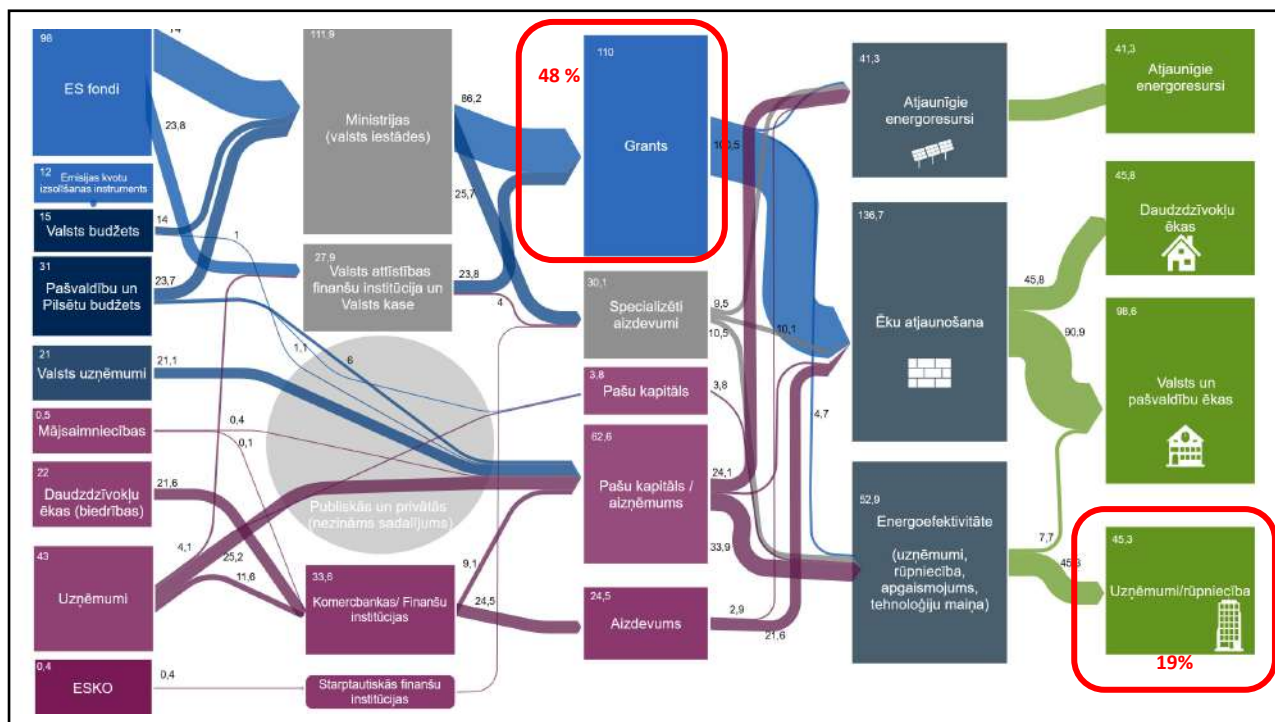 98
ES fondi
12
Emisijas kvotu
izsolīšanas instruments
15
Valsts budžets
31
Pašvaldību un
Pilsētu budžets
21
Valsts uzņēmumi
0,5
Mājsaimniecības
22
Daudzdzīvokļu
ēkas (biedrības)
43
Uzņēmumi
0,4
ESKO
23,8
14
1
23,7
21,1
1,1
6
0,4
0,1
21,6
4,1
25,2
11,6
0,4
111,9
Ministrijas
(valsts iestādes)
27,9
Valsts attīstības
finanšu institūcija un
Valsts kase
Publiskās un privātās
(nezināms sadalījums)
33,6
Komercbankas/ Finanšu
institūcijas
Starptautiskās finanšu
institūcijas
86,2
25,7
23,8
4
9,1
24,5
48 %
110
Grants
30,1
Specializēti
aizdevumi
3,8
Pašu kapitāls
62,6
Pašu kapitāls /
aizņēmums
24,5
Aizdevums
100,5
9,5
10,5
10,1
3,8
4,7
24,1
33,9
2,9
21,6
41,3
Atjaunīgie
energoresursi
136,7
Ēku atjaunošana
52,9
Energoefektivitāte
(uzņēmumi,
rūpniecība,
apgaismojums,
tehnoloģiju maiņa)
45,8
90,9
7,7
41,3
Atjaunīgie
energoresursi
45,8
Daudzdzīvokļu
ēkas
98,6
Valsts un
pašvaldību ēkas
45,3
Uzņēmumi/rūpniecība
19%